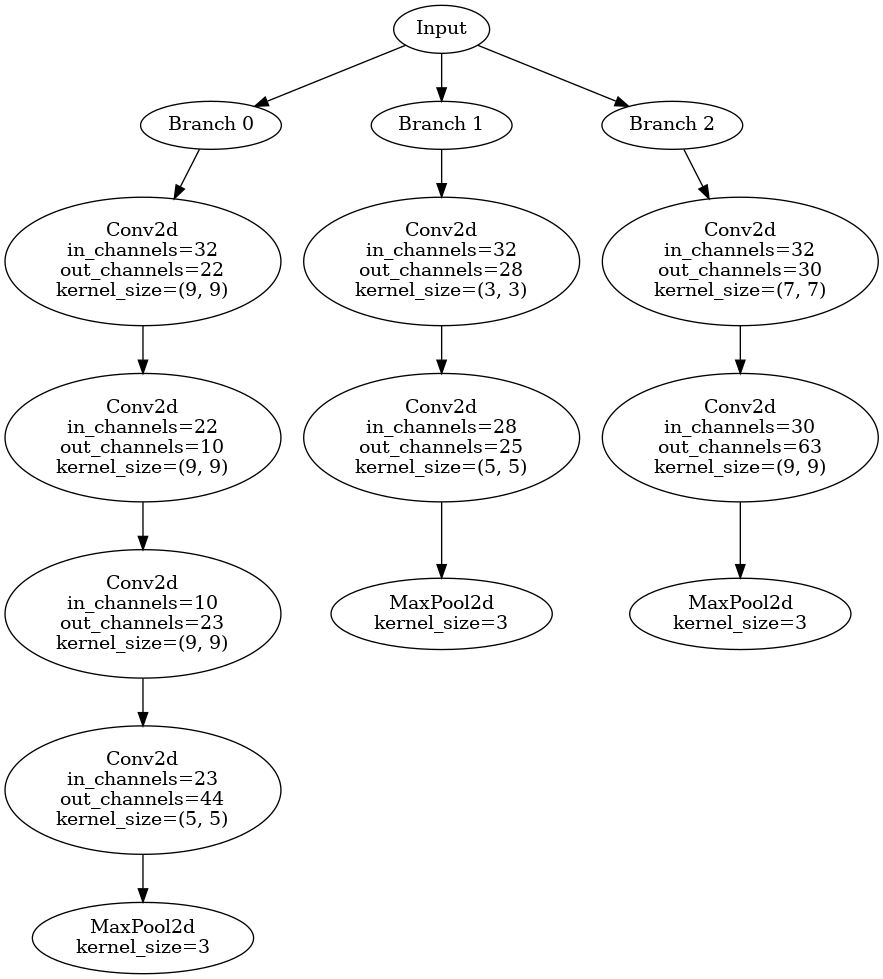 Input
Branch 0
Branch 1
Branch 2
Conv2d
in_channels=32
out_channels=22
kernel_size=(9, 9)
Conv2d
in_channels=32
out_channels=28
kernel_size=(3, 3)
Conv2d
in_channels=32
out_channels=30
kernel_size=(7, 7)
Conv2d
in_channels=22
out_channels=10
kernel_size=(9, 9)
Conv2d
in_channels=28
out_channels=25
kernel_size=(5, 5)
Conv2d
in_channels=30
out_channels=63
kernel_size=(9, 9)
Conv2d
in_channels=10
out_channels=23
kernel_size=(9, 9)
MaxPool2d
kernel_size=3
MaxPool2d
kernel_size=3
Conv2d
in_channels=23
out_channels=44
kernel_size=(5, 5)
MaxPool2d
kernel_size=3